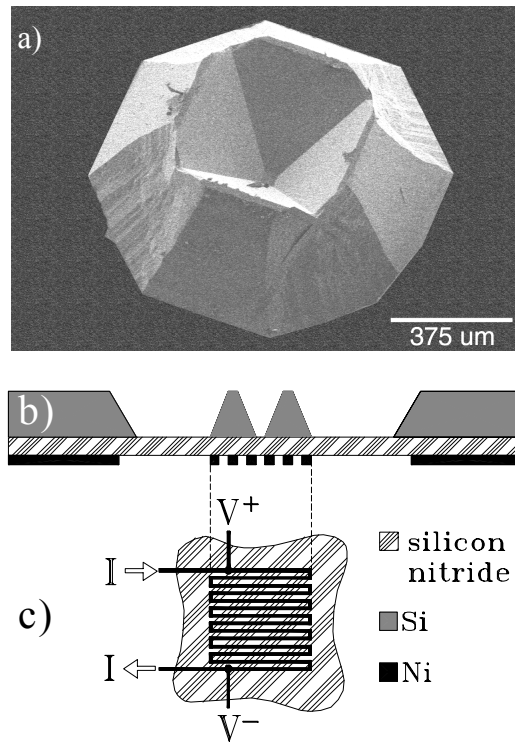 a)
375 um
b)
V+
I
silicon
nitride
c)
Si
I
Ni
V−